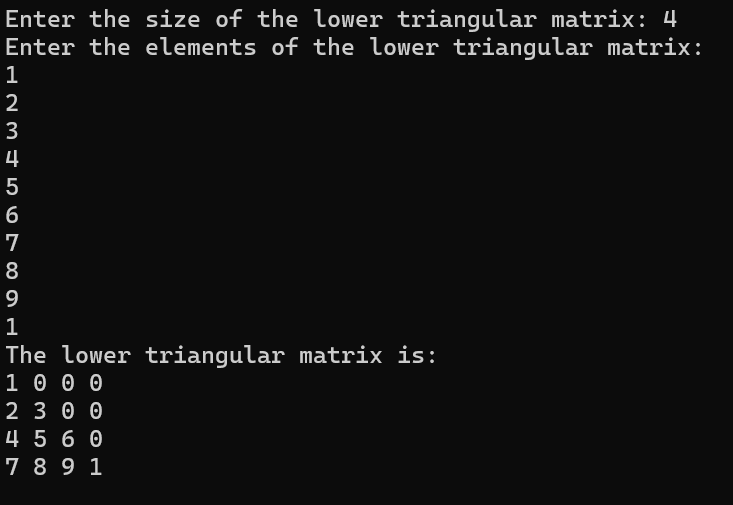 Enter the size of the lower triangular matrix: 4
Enter the elements of the lower triangular matrix:
1
2
3
4
5
6
7
8
9
1
The lower triangular matrix is:
1 0 0 0
2 3 0 0
4 5 6 0
7 8 9 1